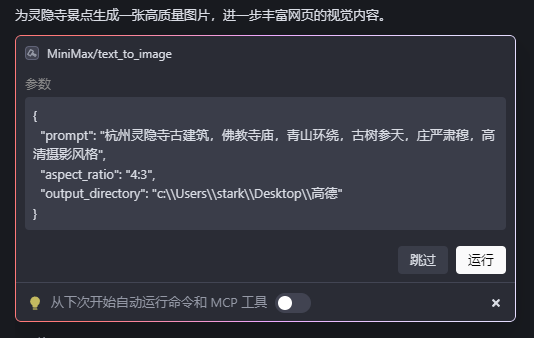 为灵隐寺景点生成一张高质量图片，进一步丰富网页的视觉内容。
MiniMax/text_to_image
参数
{
"prompt": "杭州灵隐寺古建筑，佛教寺庙，青山环绕，古树参天，庄严肃穆，高
清摄影风格",
"aspect_ratio": "4:3",
"output_directory": "c:\\Users\\stark\\Desktop\\高德"
}
跳过 运行
从下次开始自动运行命令和 MCP 工具